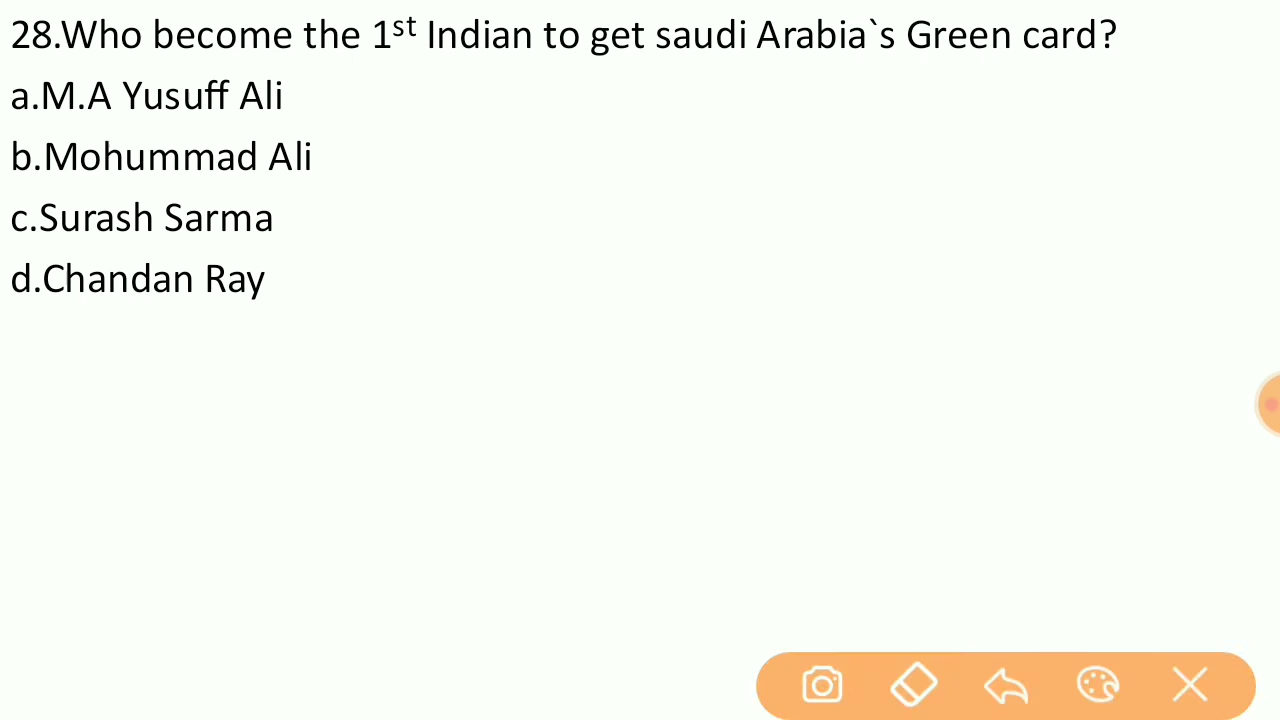 28.Who become the 1st Indian to get saudi Arabia`s Green card?
a.M.A Yusuff Ali
b.Mohummad Ali
c.Surash Sarma
d.Chandan Ray